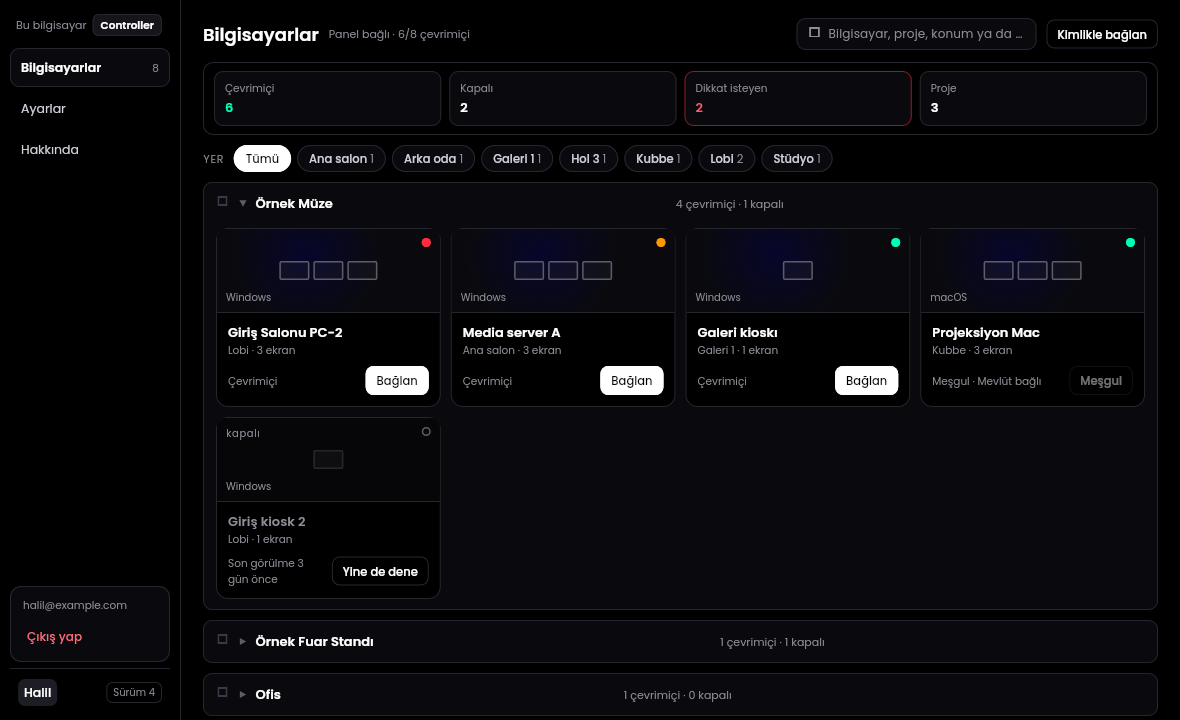 Bu bilgisayar Controller
Bilgisayarlar 8
Ayarlar
Hakkında
halil@example.com
Çıkış yap
Halil Sürüm 4
Bilgisayarlar Panel bağlı · 6/8 çevrimiçi
Bilgisayar, proje, konum ya da ...
Kimlikle bağlan
Çevrimiçi
6
Kapalı
2
Dikkat isteyen
2
Proje
3
YER Tümü Ana salon 1 Arka oda 1 Galeri 1 1 Hol 3 1 Kubbe 1 Lobi 2 Stüdyo 1
Örnek Müze 4 çevrimiçi · 1 kapalı
Windows
Giriş Salonu PC-2
Lobi · 3 ekran
Çevrimiçi Bağlan
Windows
Media server A
Ana salon · 3 ekran
Çevrimiçi Bağlan
Windows
Galeri kioskı
Galeri 1 · 1 ekran
Çevrimiçi Bağlan
macOS
Projeksiyon Mac
Kubbe · 3 ekran
Meşgul · Mevlüt bağlı Meşgul
kapalı
Windows
Giriş kiosk 2
Lobi · 1 ekran
Son görülme 3
gün önce
Yine de dene
Örnek Fuar Standı 1 çevrimiçi · 1 kapalı
Ofis 1 çevrimiçi · 0 kapalı